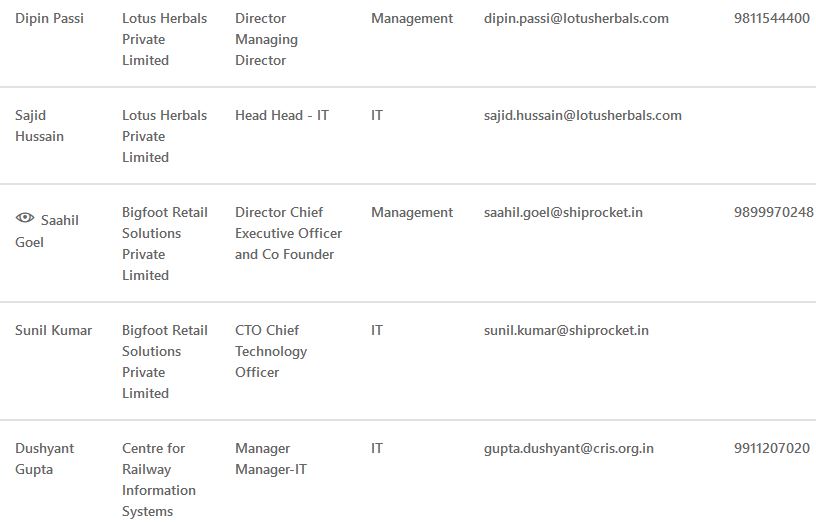 Dipin Passi Lotus Herbals Director Management dipin.passi@lotusherbals.com 9811544400
Private Managing
Limited Director
Sajid Lotus Herbals Head Head - IT IT sajid.hussain@lotusherbals.com
Hussain Private
Limited
Saahil Bigfoot Retail Director Chief Management saahil.goel@shiprocket.in 9899970248
Goel Solutions Executive Officer
Private and Co Founder
Limited
Sunil Kumar Bigfoot Retail CTO Chief IT sunil.kumar@shiprocket.in
Solutions Technology
Private Officer
Limited
Dushyant Centre for Manager IT gupta.dushyant@cris.org.in 9911207020
Gupta Railway Manager-IT
Information
Systems